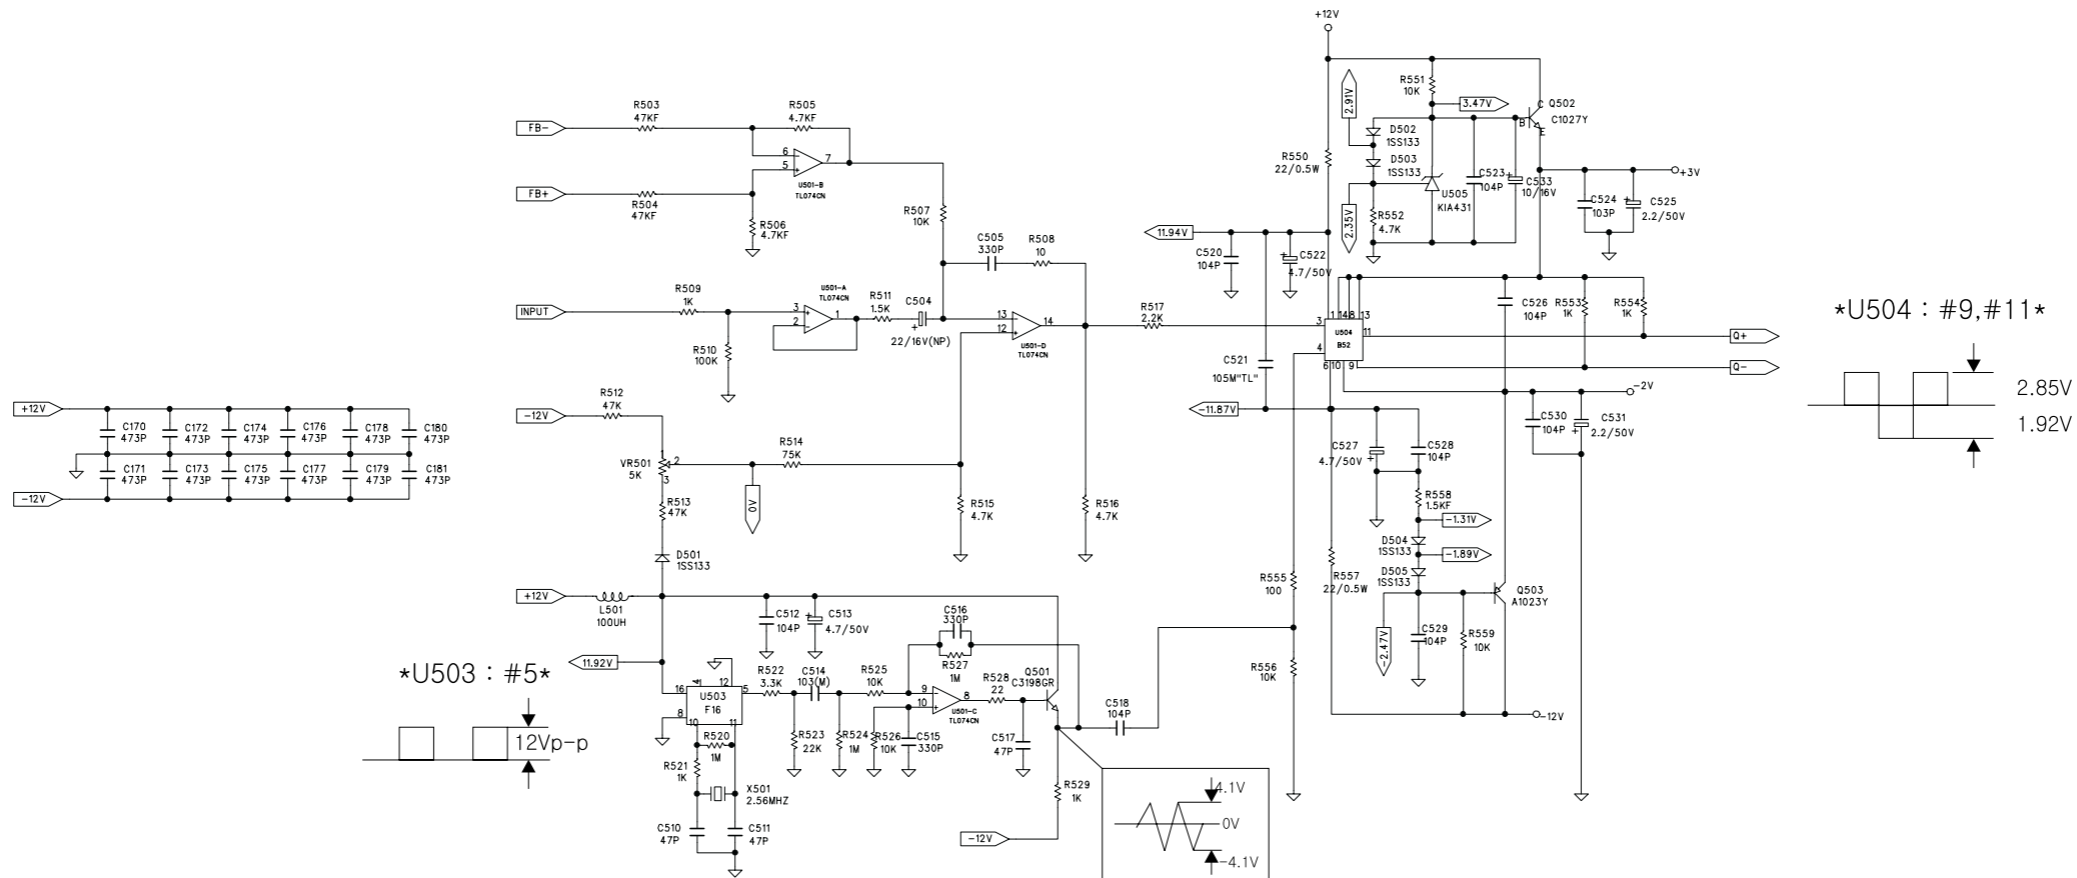 +12V
C170
473P
C172
473P
C174
473P
C176
473P
C178
473P
C180
473P
C171
473P
C173
473P
C175
473P
C177
473P
C179
473P
C181
473P
-12V
FB-
R503
47KF
R505
4.7KF
6
5
7
U501-B
TL074CN
FB+
R504
47KF
R506
4.7KF
R507
10K
C505
330P
R508
10
INPUT
R509
1K
R510
100K
U501-A
TL074CN
3
2
1
R511
1.5K
C504
+
22/16V(NP)
13
12
14
U501-D
TL074CN
R517
2.2K
-12V
R512
47K
VR501
5K
2
3
R514
75K
0V
R513
47K
R515
4.7K
R516
4.7K
D501
1SS133
+12V
L501
100UH
C512
104P
+
C513
4.7/50V
11.92V
*U503 : #5*
12Vp-p
16
4
12
5
U503
F16
8
10
11
R520
1M
R521
1K
X501
2.56MHZ
C510
47P
C511
47P
R522
3.3K
C514
103(M)
R523
22K
R524
1M
R525
10K
R526
10K
C515
330P
C516
330P
R527
1M
9
10
8
U501-C
TL074CN
R528
22
C517
47P
Q501
C3198GR
C518
104P
R529
1K
-12V
4.1V
0V
-4.1V
+12V
R551
10K
2.91V
3.47V
C
B
E
Q502
C1027Y
D502
1SS133
D503
1SS133
R550
22/0.5W
U505
KIA431
C523
104P
+
C533
10/16V
2.35V
R552
4.7K
+3V
C524
103P
+
C525
2.2/50V
11.94V
C520
104P
+
C522
4.7/50V
C521
105M"TL"
1
14
8
13
3
4
11
U504
B52
6
10
9
C526
104P
R553
1K
R554
1K
Q+
Q-
-2V
-11.87V
C527
4.7/50V
+
C528
104P
C530
104P
+
C531
2.2/50V
R558
1.5KF
-1.31V
D504
1SS133
-1.89V
D505
1SS133
R555
100
R557
22/0.5W
Q503
A1023Y
-2.47V
C529
104P
R559
10K
R556
10K
-12V
*U504 : #9,#11*
2.85V
1.92V